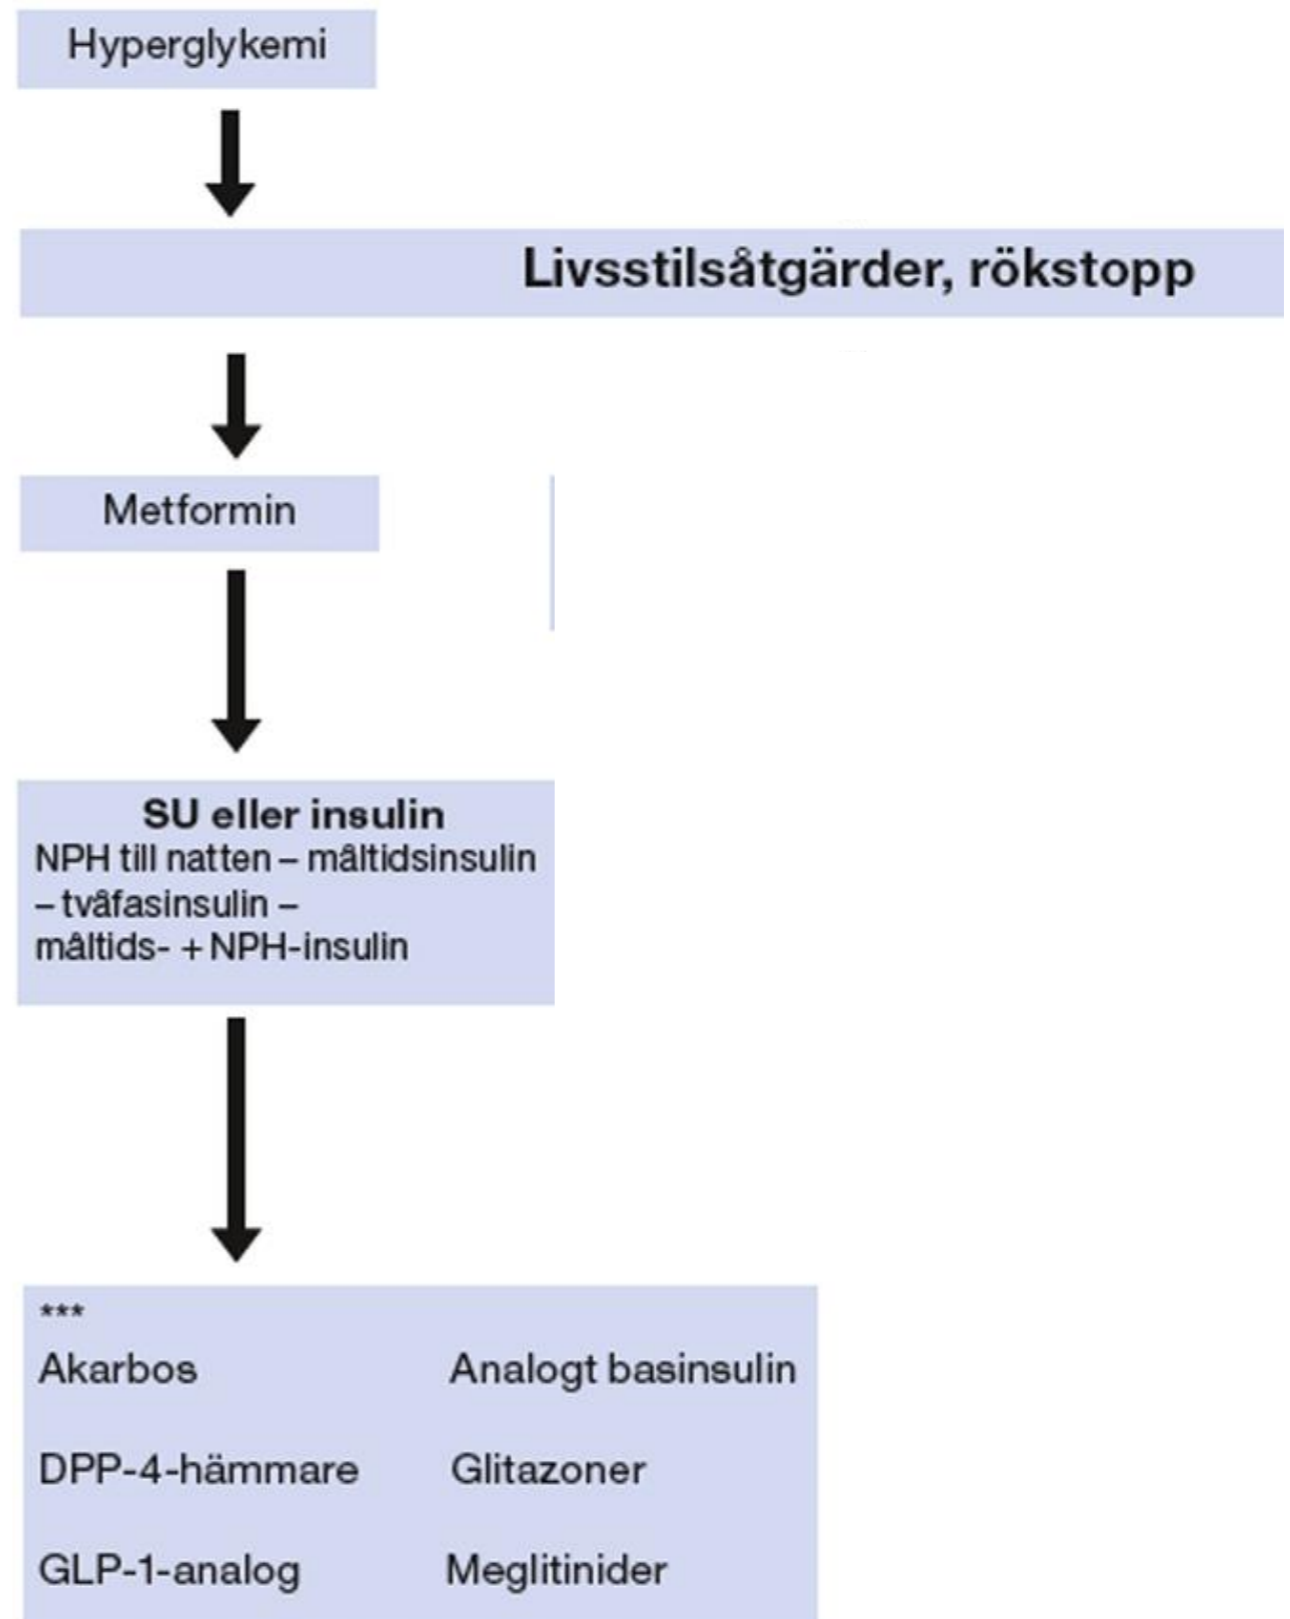 Hyperglykemi
Livsstilsåtgärder, rökstopp
Metformin
SU eller insulin
NPH till natten – måltidsinsulin
– tvåfasinsulin –
måltids- + NPH-insulin
***
Akarbos Analogt basinsulin
DPP-4-hämmare Glitazoner
GLP-1-analog Meglitinider